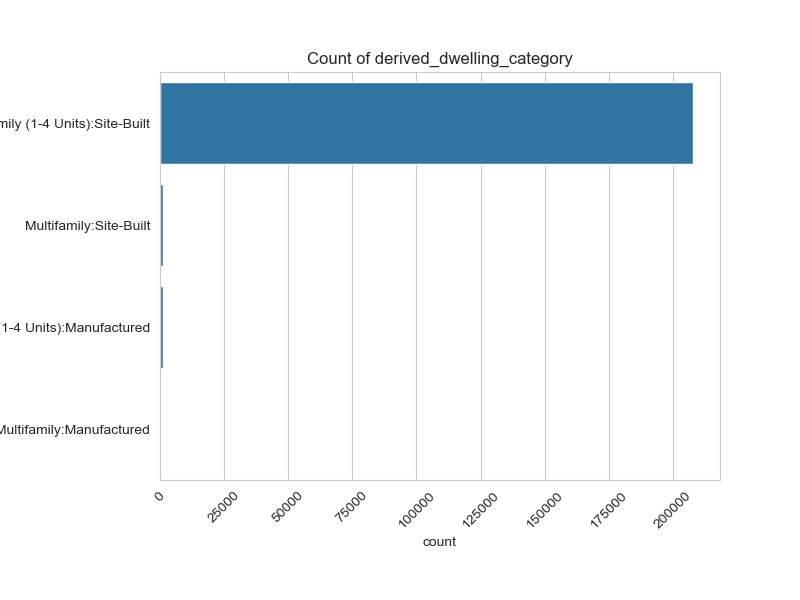 Count of derived_dwelling_category
mily (1-4 Units):Site-Built
Multifamily:Site-Built
(1-4 Units):Manufactured
Multifamily:Manufactured
0
25000
50000
75000
100000
125000
150000
175000
200000
count